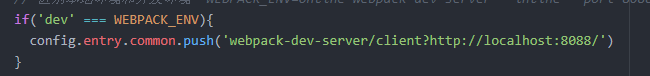 if('dev' === WEBPACK_ENV){
config.entry.common.push('webpack-dev-server/client?http://localhost:8088/')
}